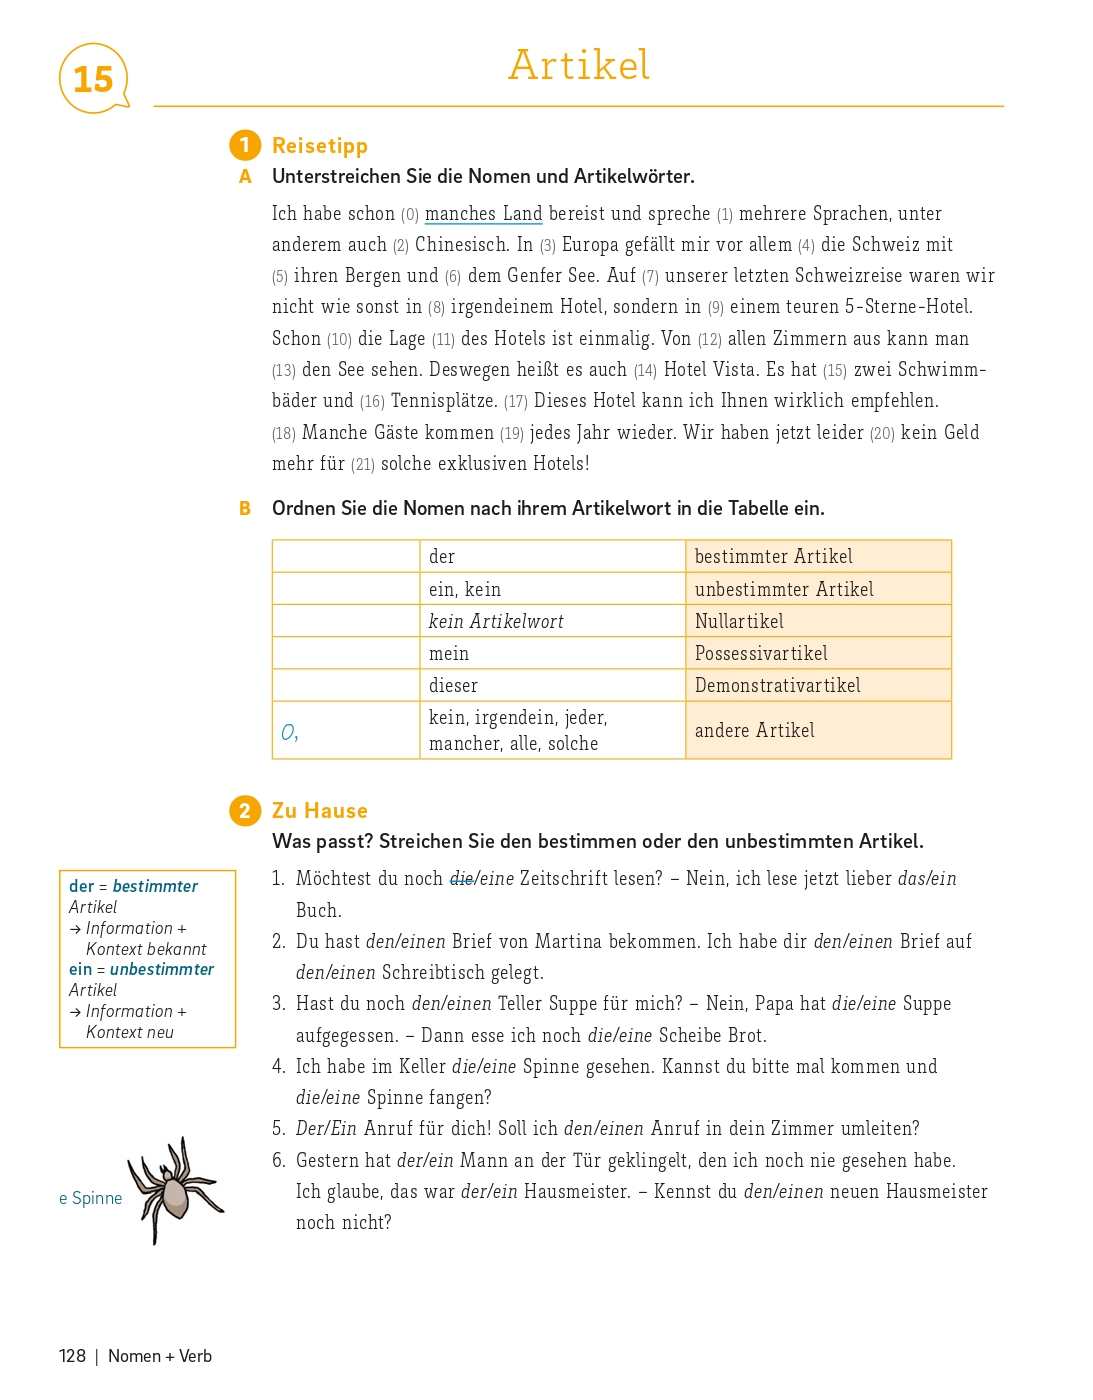 15
Artikel
1 Reisetipp
A Unterstreichen Sie die Nomen und Artikelwörter.
Ich habe schon (0) manches Land bereist und spreche (1) mehrere Sprachen, unter
anderem auch (2) Chinesisch. In (3) Europa gefällt mir vor allem (4) die Schweiz mit
(5) ihren Bergen und (6) dem Genfer See. Auf (7) unserer letzten Schweizreise waren wir
nicht wie sonst in (8) irgendeinem Hotel, sondern in (9) einem teuren 5-Sterne-Hotel.
Schon (10) die Lage (11) des Hotels ist einmalig. Von (12) allen Zimmern aus kann man
(13) den See sehen. Deswegen heißt es auch (14) Hotel Vista. Es hat (15) zwei Schwimm-
bäder und (16) Tennisplätze. (17) Dieses Hotel kann ich Ihnen wirklich empfehlen.
(18) Manche Gäste kommen (19) jedes Jahr wieder. Wir haben jetzt leider (20) kein Geld
mehr für (21) solche exklusiven Hotels!
B Ordnen Sie die Nomen nach ihrem Artikelwort in die Tabelle ein.
der bestimmter Artikel
ein, kein unbestimmter Artikel
kein Artikelwort Nullartikel
mein Possessivartikel
dieser Demonstrativartikel
0, kein, irgendein, jeder, andere Artikel
mancher, alle, solche
2 Zu Hause
Was passt? Streichen Sie den bestimmen oder den unbestimmten Artikel.
der = bestimmter
Artikel
→ Information +
Kontext bekannt
ein = unbestimmter
Artikel
→ Information +
Kontext neu
1. Möchtest du noch die/eine Zeitschrift lesen? – Nein, ich lese jetzt lieber das/ein
Buch.
2. Du hast den/einen Brief von Martina bekommen. Ich habe dir den/einen Brief auf
den/einen Schreibtisch gelegt.
3. Hast du noch den/einen Teller Suppe für mich? – Nein, Papa hat die/eine Suppe
aufgegessen. – Dann esse ich noch die/eine Scheibe Brot.
4. Ich habe im Keller die/eine Spinne gesehen. Kannst du bitte mal kommen und
die/eine Spinne fangen?
5. Der/Ein Anruf für dich! Soll ich den/einen Anruf in dein Zimmer umleiten?
6. Gestern hat der/ein Mann an der Tür geklingelt, den ich noch nie gesehen habe.
Ich glaube, das war der/ein Hausmeister. – Kennst du den/einen neuen Hausmeister
noch nicht?
e Spinne
128 | Nomen + Verb